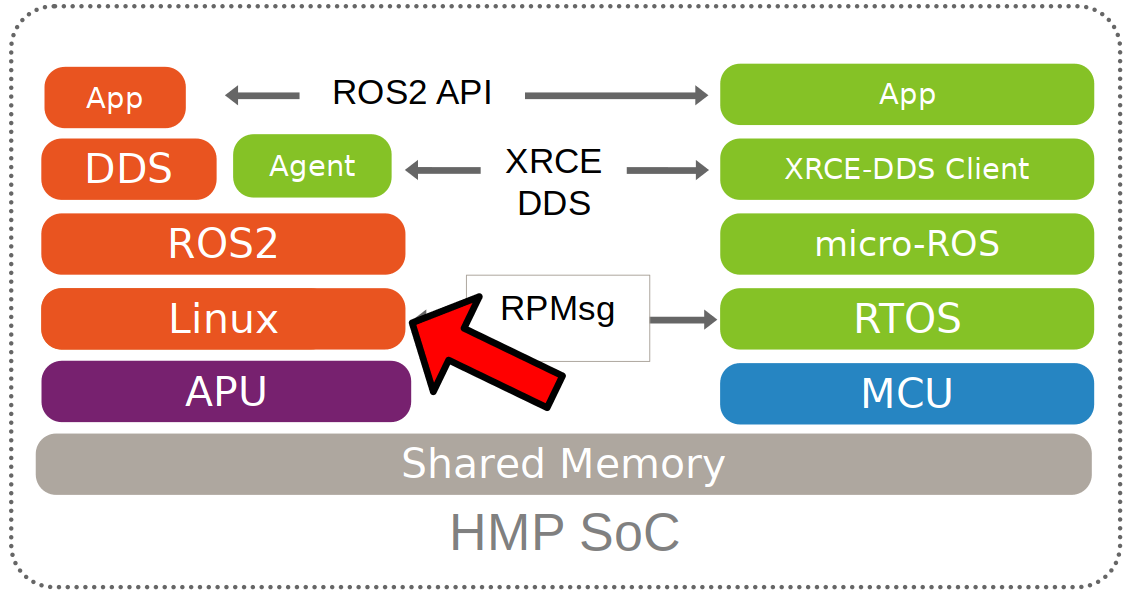 App
ROS2 API
App
DDS
Agent
XRCE
DDS
XRCE-DDS Client
ROS2
micro-ROS
Linux
RPMsg
RTOS
APU
MCU
Shared Memory
HMP SoC